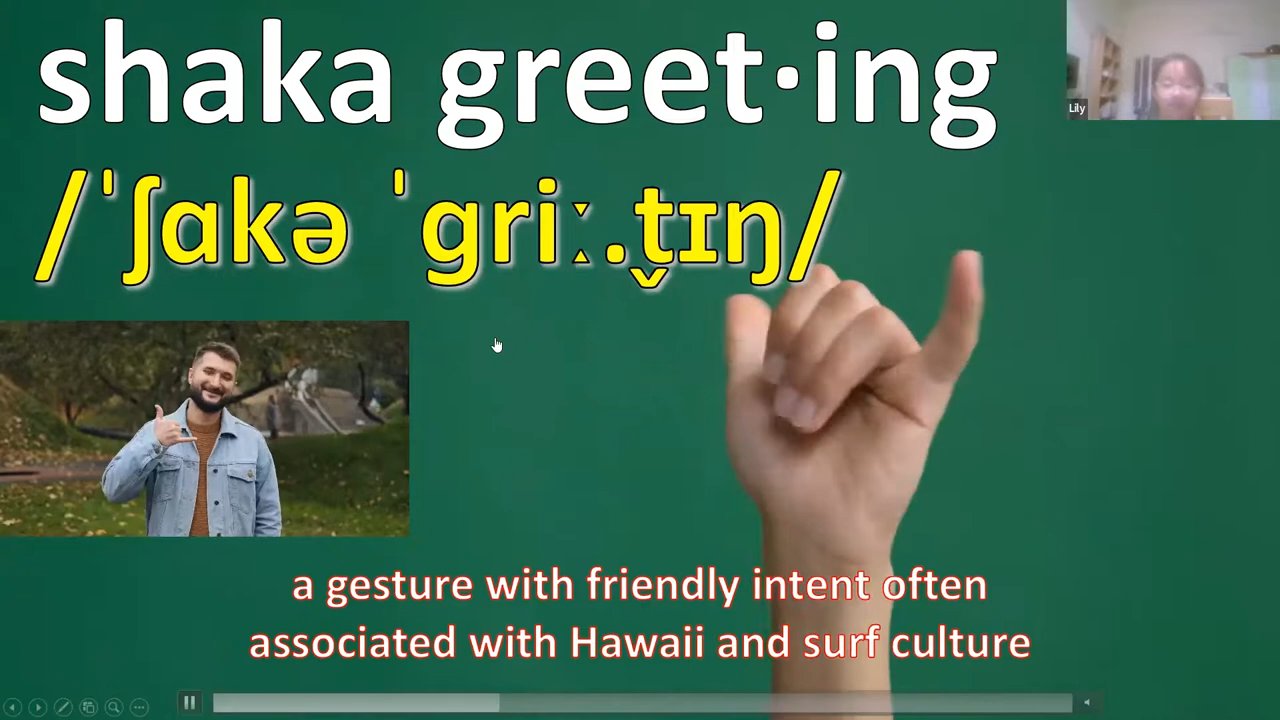 shaka greet·ing
/ˈʃɑkə ˈɡriː.t̬ɪŋ/
Lily
a gesture with friendly intent often
associated with Hawaii and surf culture